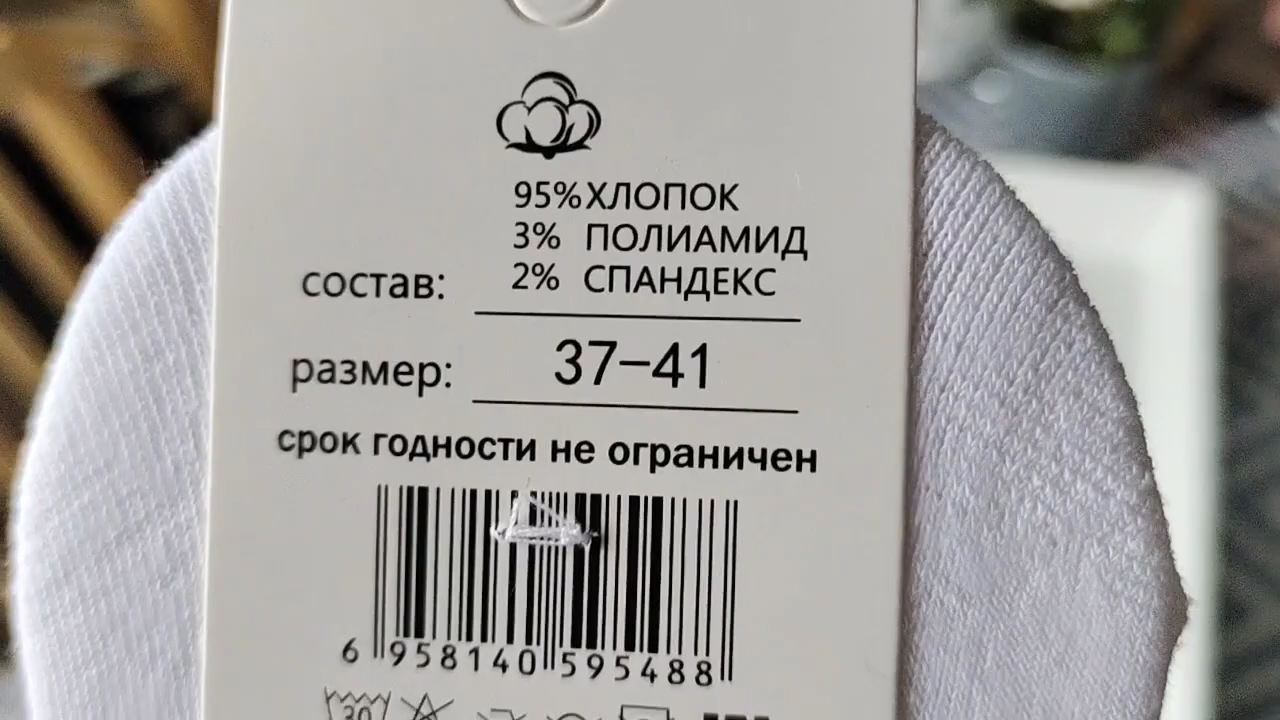 95% ХЛОПОК
3% ПОЛИАМИД
состав: 2% СПАНДЕКС
размер: 37-41
срок годности не ограничен
6 958140 595488
30